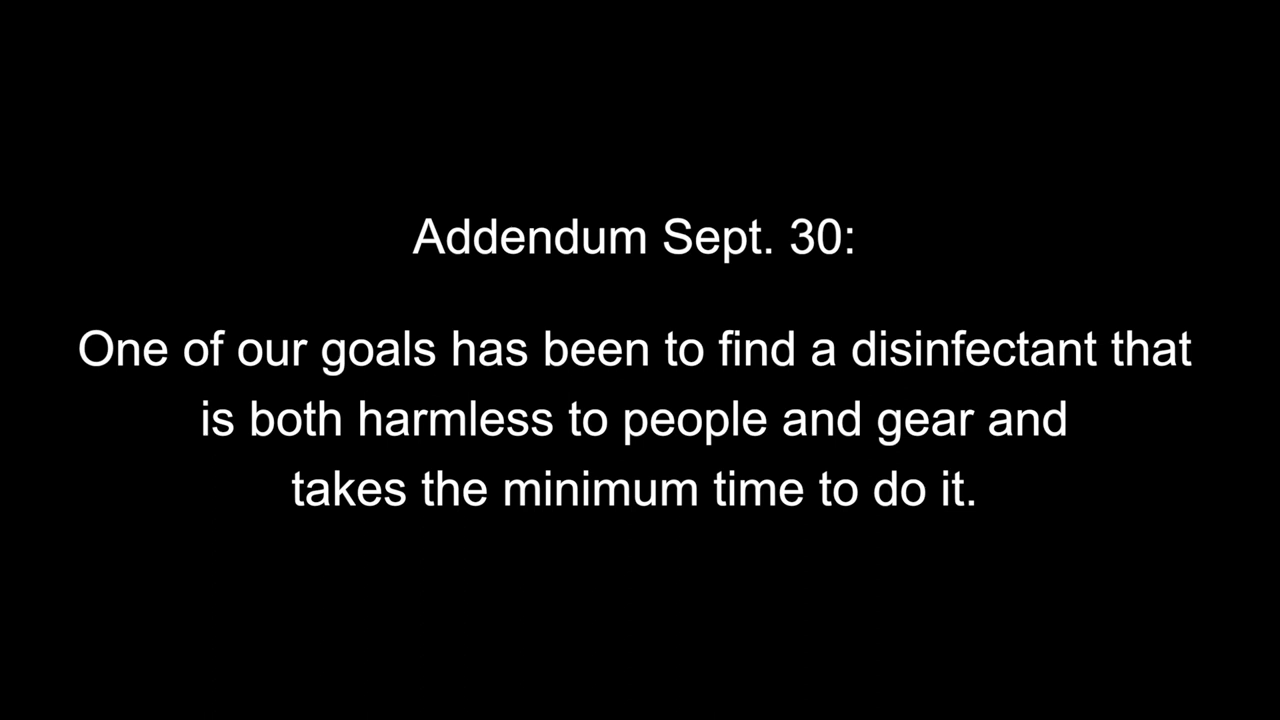 Addendum Sept. 30:
One of our goals has been to find a disinfectant that
is both harmless to people and gear and
takes the minimum time to do it.